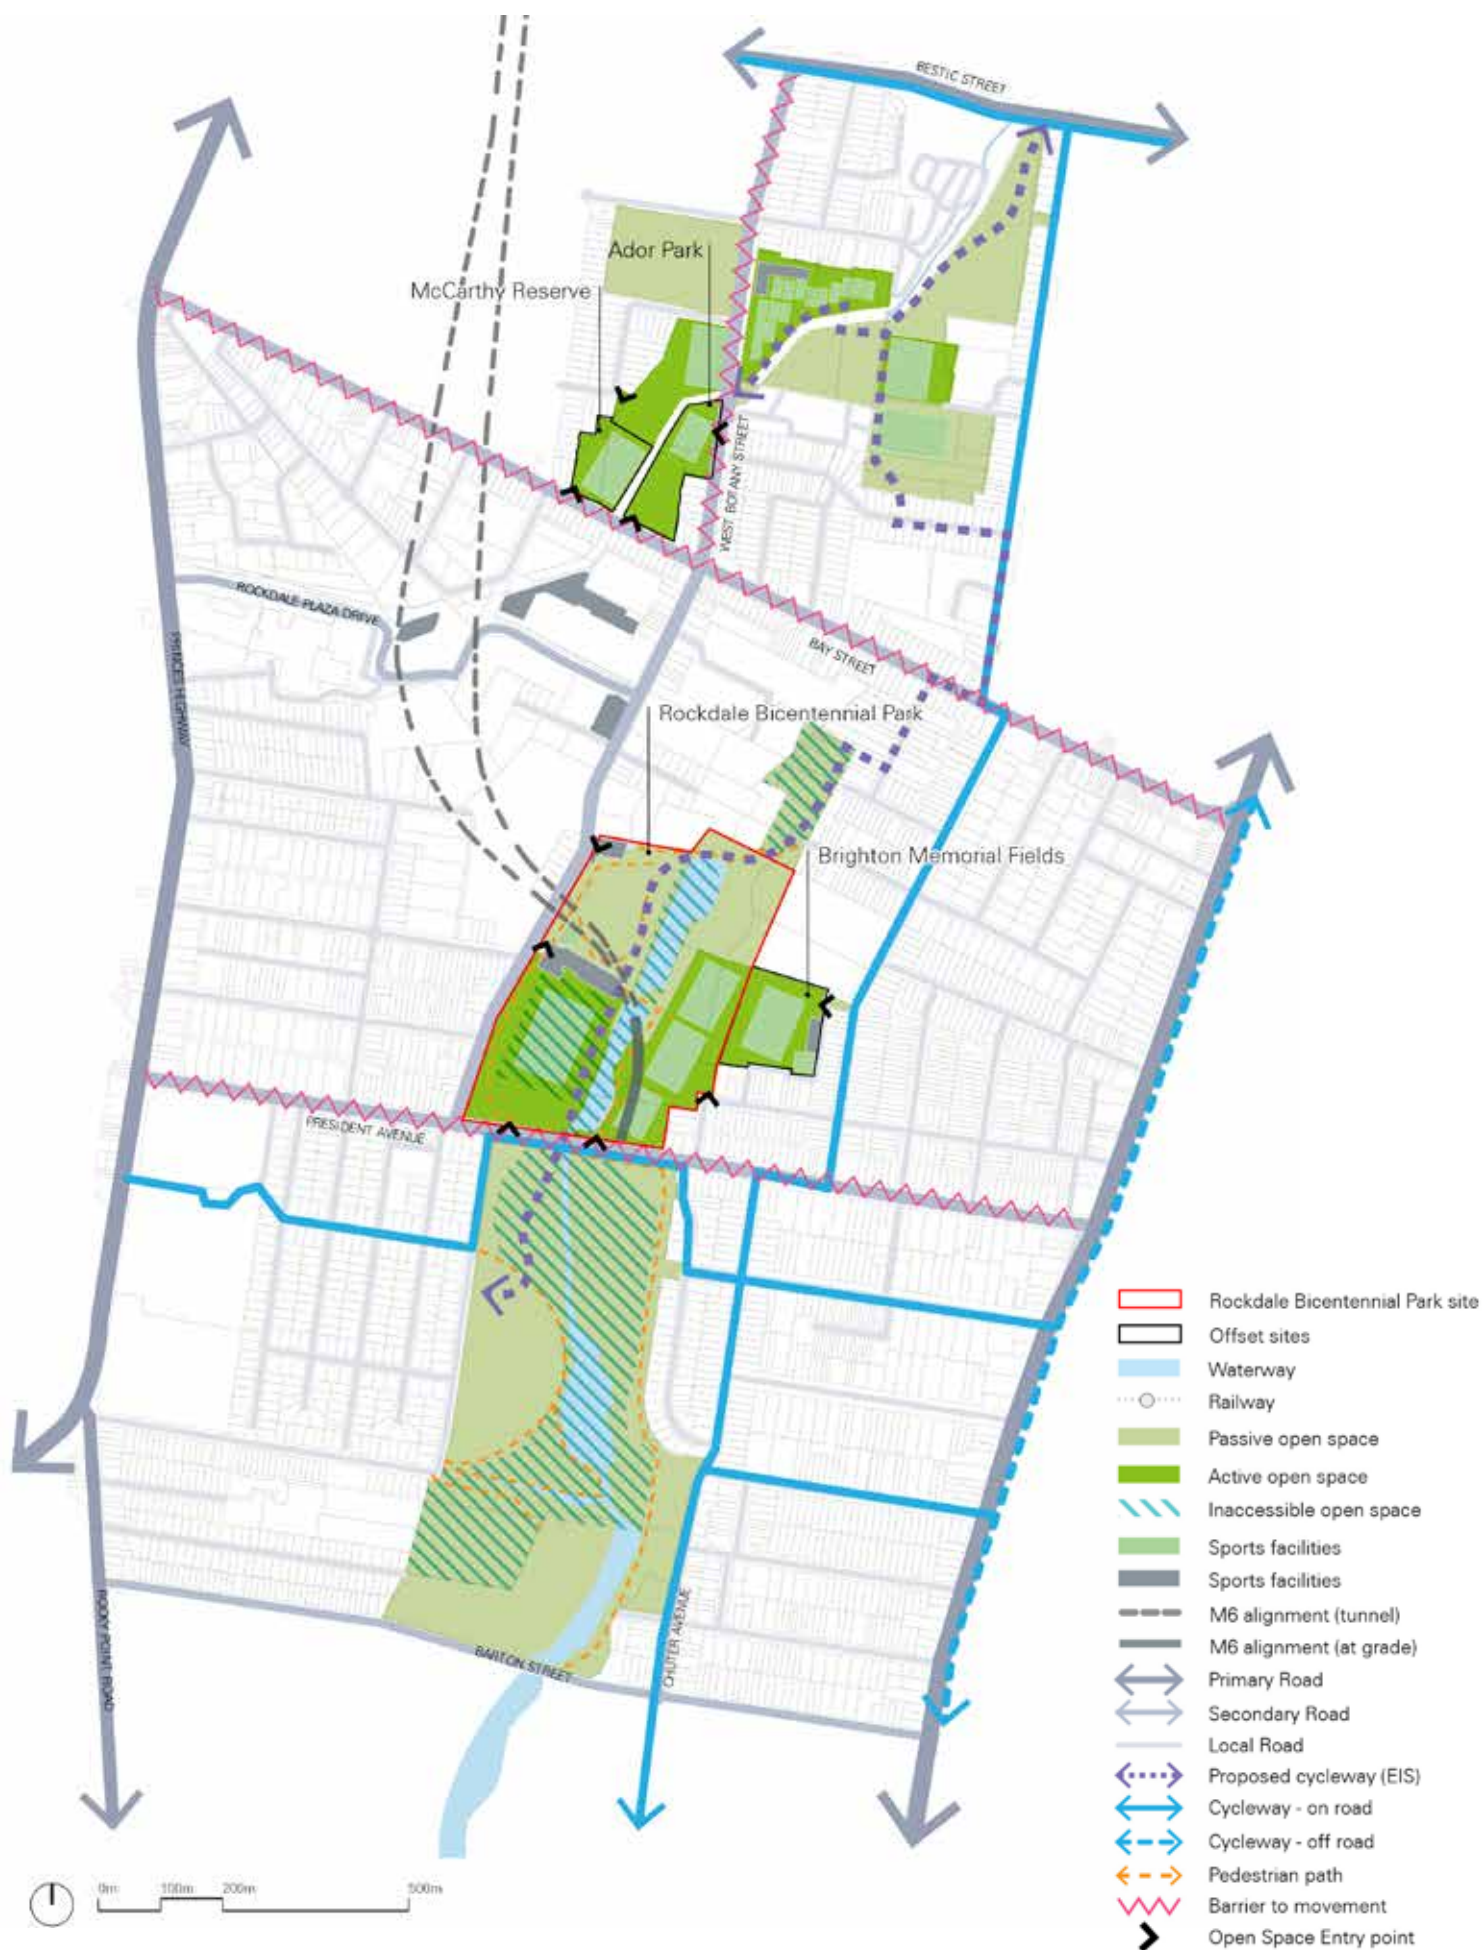 BESTIC STREET
Ador Park
McCarthy Reserve
WEST BOTANY STREET
ROCKDALE PLAZA DRIVE
PRINCES HIGHWAY
BAY STREET
Rockdale Bicentennial Park
Brighton Memorial Fields
PRESIDENT AVENUE
ROCKY POINT ROAD
BARTON STREET
CHUTER AVENUE
Rockdale Bicentennial Park site
Offset sites
Waterway
Railway
Passive open space
Active open space
Inaccessible open space
Sports facilities
Sports facilities
M6 alignment (tunnel)
M6 alignment (at grade)
Primary Road
Secondary Road
Local Road
Proposed cycleway (EIS)
Cycleway - on road
Cycleway - off road
Pedestrian path
Barrier to movement
Open Space Entry point
0m 100m 200m 500m